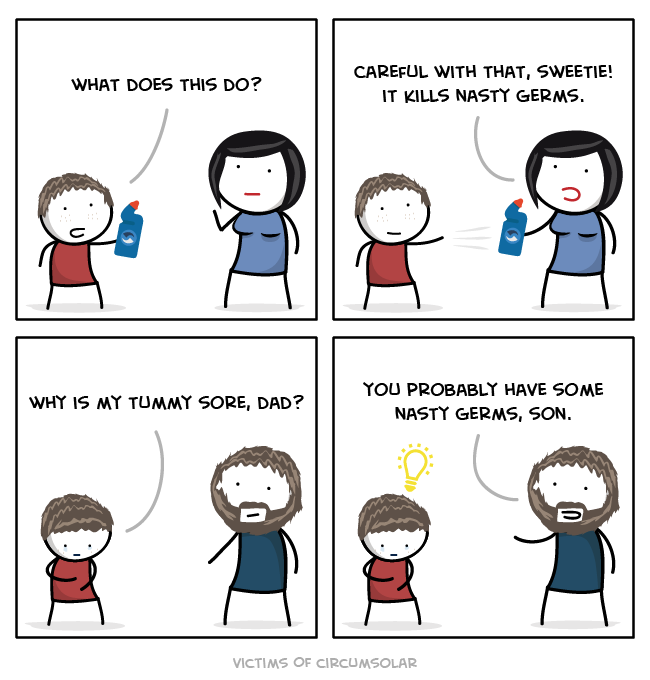 WHAT DOES THIS DO?
CAREFUL WITH THAT, SWEETIE!
IT KILLS NASTY GERMS.
WHY IS MY TUMMY SORE, DAD?
YOU PROBABLY HAVE SOME
NASTY GERMS, SON.
VICTIMS OF CIRCUMSOLAR